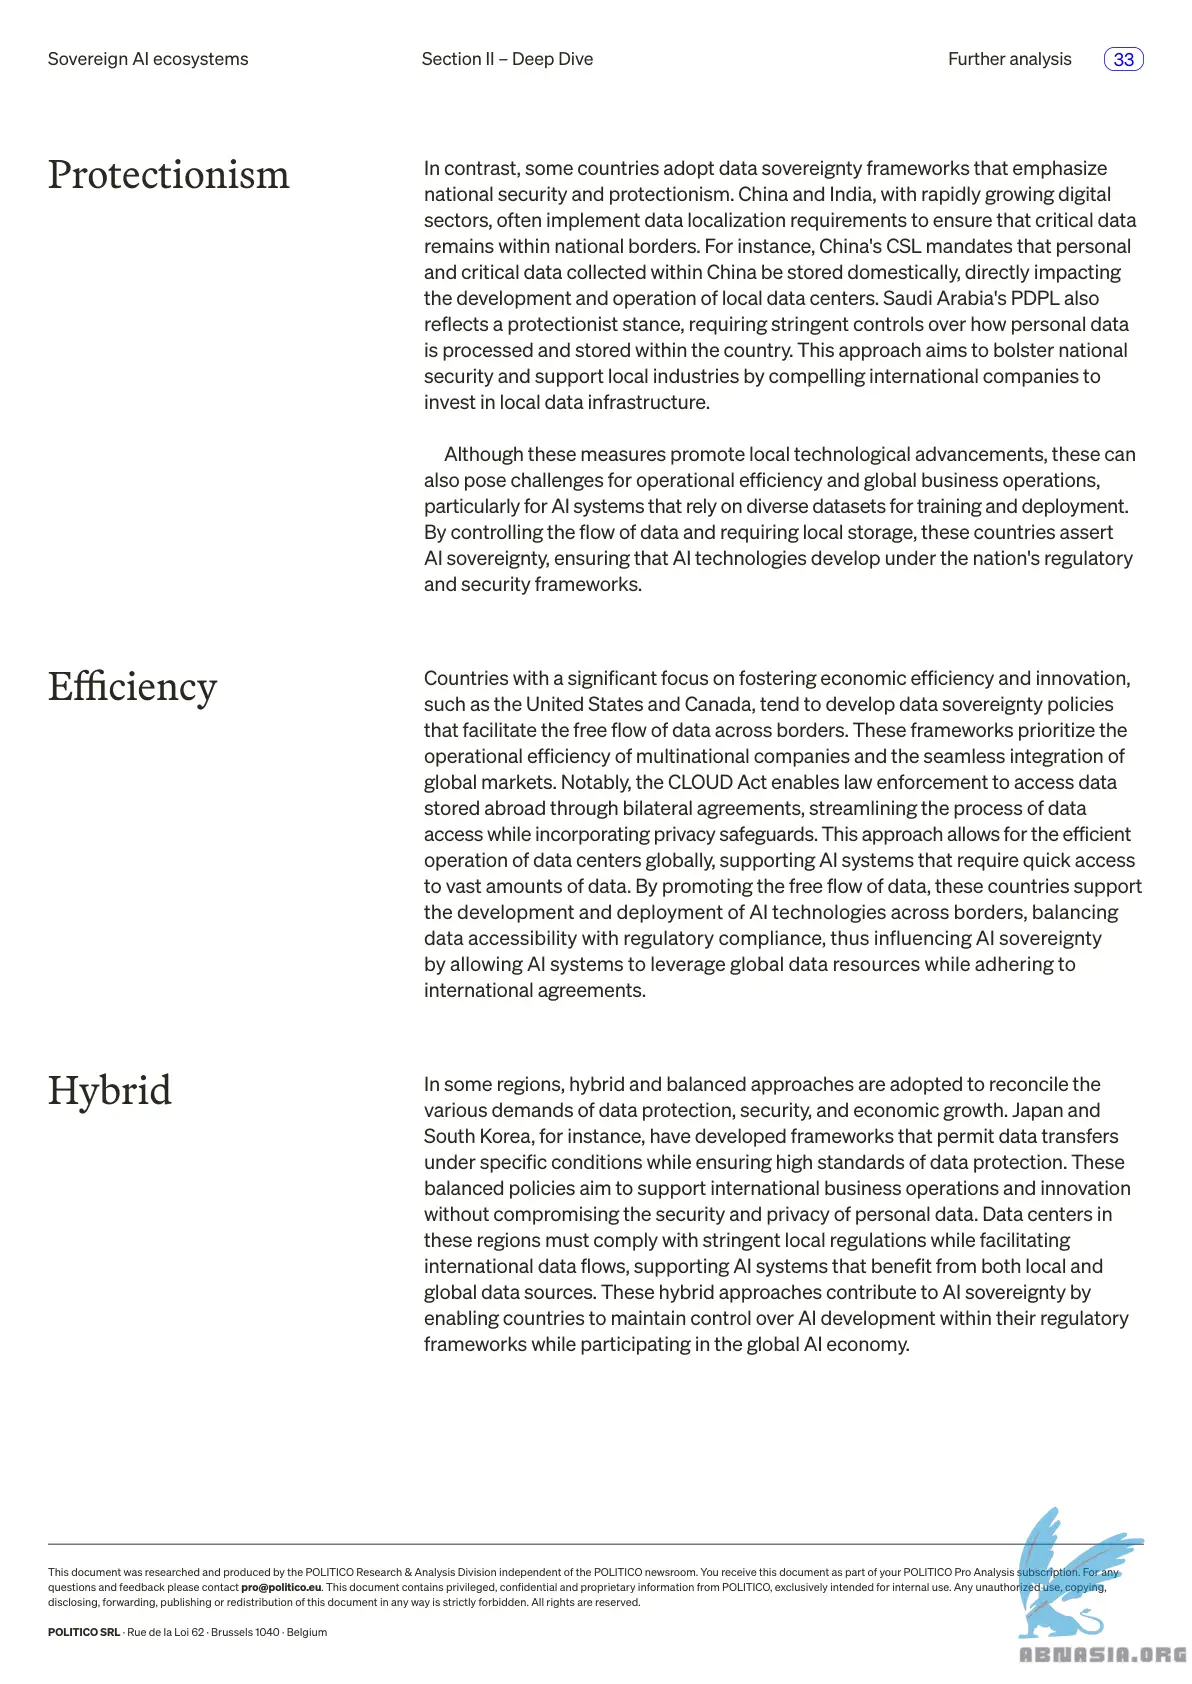 Sovereign AI ecosystems
Section II – Deep Dive
Further analysis
33
Protectionism
In contrast, some countries adopt data sovereignty frameworks that emphasize
national security and protectionism. China and India, with rapidly growing digital
sectors, often implement data localization requirements to ensure that critical data
remains within national borders. For instance, China's CSL mandates that personal
and critical data collected within China be stored domestically, directly impacting
the development and operation of local data centers. Saudi Arabia's PDPL also
reflects a protectionist stance, requiring stringent controls over how personal data
is processed and stored within the country. This approach aims to bolster national
security and support local industries by compelling international companies to
invest in local data infrastructure.
Although these measures promote local technological advancements, these can
also pose challenges for operational efficiency and global business operations,
particularly for AI systems that rely on diverse datasets for training and deployment.
By controlling the flow of data and requiring local storage, these countries assert
AI sovereignty, ensuring that AI technologies develop under the nation's regulatory
and security frameworks.
Efficiency
Countries with a significant focus on fostering economic efficiency and innovation,
such as the United States and Canada, tend to develop data sovereignty policies
that facilitate the free flow of data across borders. These frameworks prioritize the
operational efficiency of multinational companies and the seamless integration of
global markets. Notably, the CLOUD Act enables law enforcement to access data
stored abroad through bilateral agreements, streamlining the process of data
access while incorporating privacy safeguards. This approach allows for the efficient
operation of data centers globally, supporting AI systems that require quick access
to vast amounts of data. By promoting the free flow of data, these countries support
the development and deployment of AI technologies across borders, balancing
data accessibility with regulatory compliance, thus influencing AI sovereignty
by allowing AI systems to leverage global data resources while adhering to
international agreements.
Hybrid
In some regions, hybrid and balanced approaches are adopted to reconcile the
various demands of data protection, security, and economic growth. Japan and
South Korea, for instance, have developed frameworks that permit data transfers
under specific conditions while ensuring high standards of data protection. These
balanced policies aim to support international business operations and innovation
without compromising the security and privacy of personal data. Data centers in
these regions must comply with stringent local regulations while facilitating
international data flows, supporting AI systems that benefit from both local and
global data sources. These hybrid approaches contribute to AI sovereignty by
enabling countries to maintain control over AI development within their regulatory
frameworks while participating in the global AI economy.
This document was researched and produced by the POLITICO Research & Analysis Division independent of the POLITICO newsroom. You receive this document as part of your POLITICO Pro Analysis subscription. For any
questions and feedback please contact pro@politico.eu. This document contains privileged, confidential and proprietary information from POLITICO, exclusively intended for internal use. Any unauthorized use, copying,
disclosing, forwarding, publishing or redistribution of this document in any way is strictly forbidden. All rights are reserved.
POLITICO SRL · Rue de la Loi 62 · Brussels 1040 · Belgium
ABNASIA.ORG